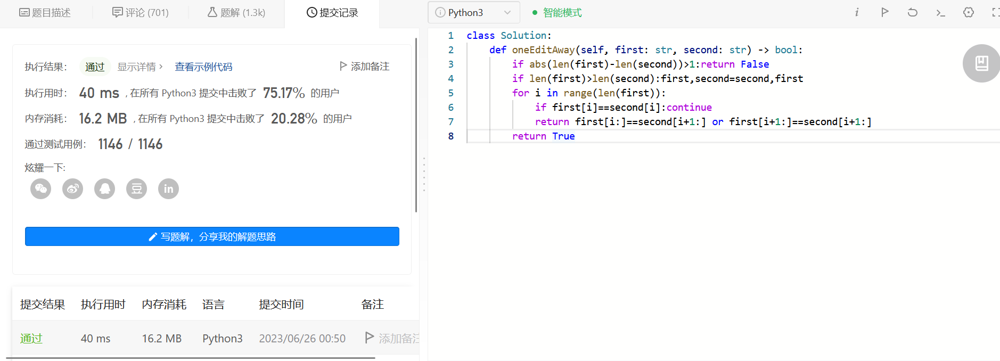 题目描述
评论 (701)
题解 (1.3k)
提交记录
执行结果：
通过
显示详情 >
查看示例代码
添加备注
执行用时： 40 ms , 在所有 Python3 提交中击败了 75.17% 的用户
内存消耗： 16.2 MB , 在所有 Python3 提交中击败了 20.28% 的用户
通过测试用例： 1146 / 1146
炫耀一下:
豆
in
写题解，分享我的解题思路
提交结果 执行用时 内存消耗 语言 提交时间 备注
通过 40 ms 16.2 MB Python3 2023/06/26 00:50 添加备注
i Python3
智能模式
i
1 class Solution:
2 def oneEditAway(self, first: str, second: str) -> bool:
3 if abs(len(first)-len(second))>1:return False
4 if len(first)>len(second):first,second=second,first
5 for i in range(len(first)):
6 if first[i]==second[i]:continue
7 return first[i:]==second[i+1:] or first[i+1:]==second[i+1:]
8 return True